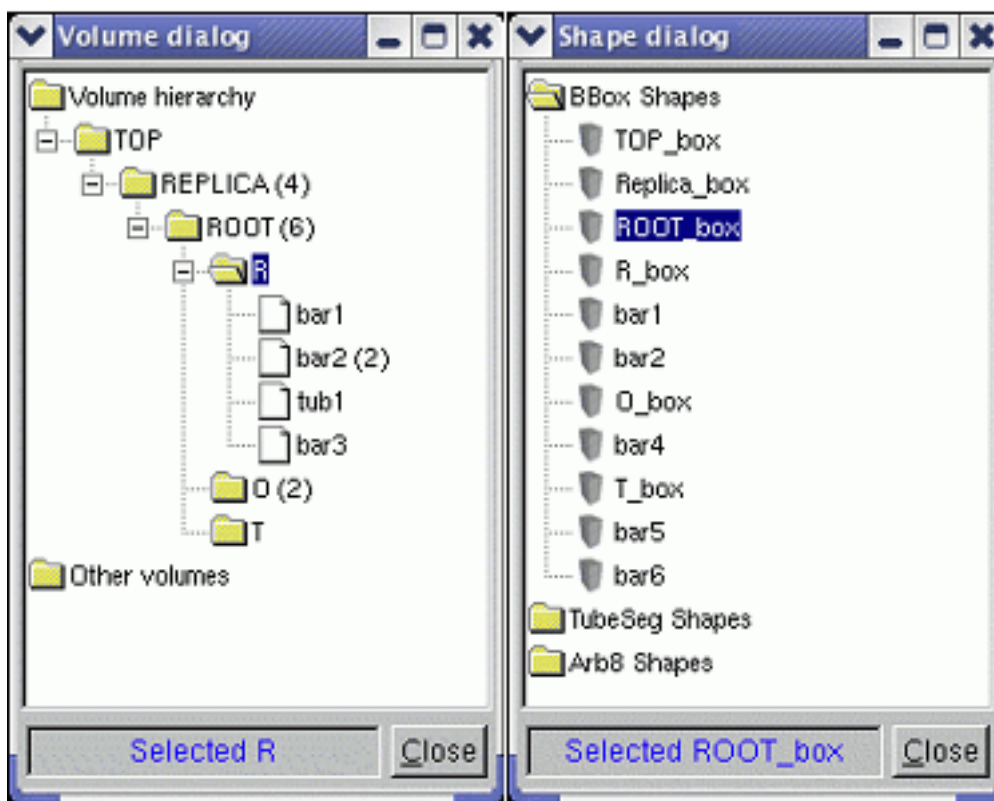 Volume dialog
Volume hierarchy
TOP
REPLICA (4)
ROOT (6)
R
bar1
bar2 (2)
tub1
bar3
O (2)
T
Other volumes
Selected R
Close
Shape dialog
BBox Shapes
TOP_box
Replica_box
ROOT_box
R_box
bar1
bar2
O_box
bar4
T_box
bar5
bar6
TubeSeg Shapes
Arb8 Shapes
Selected ROOT_box
Close